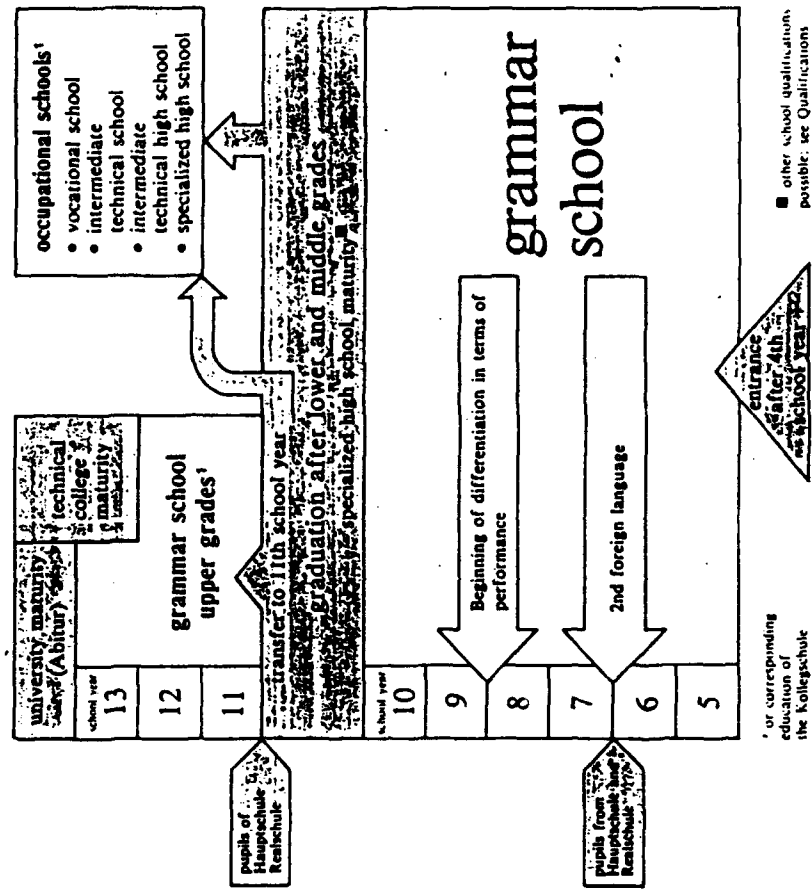 university maturity
(Abitur)
technical
college
maturity
occupational schools'
• vocational school
• intermediate
technical school
• intermediate
technical high school
• specialized high school
school year
13
12
11
grammar school
upper grades'
pupils of
Hauptschule
Realschule
transfer to 11th school year
graduation after lower and middle grades
specialized high school maturity ■
school year
10
9
8
7
6
5
Beginning of differentiation in terms of
performance
2nd foreign language
grammar
school
pupils from
Hauptschule and
Realschule
entrance
after 4th
school year
' or corresponding
education of
the Kollegschule
■ other school qualifications
possible; see Qualifications